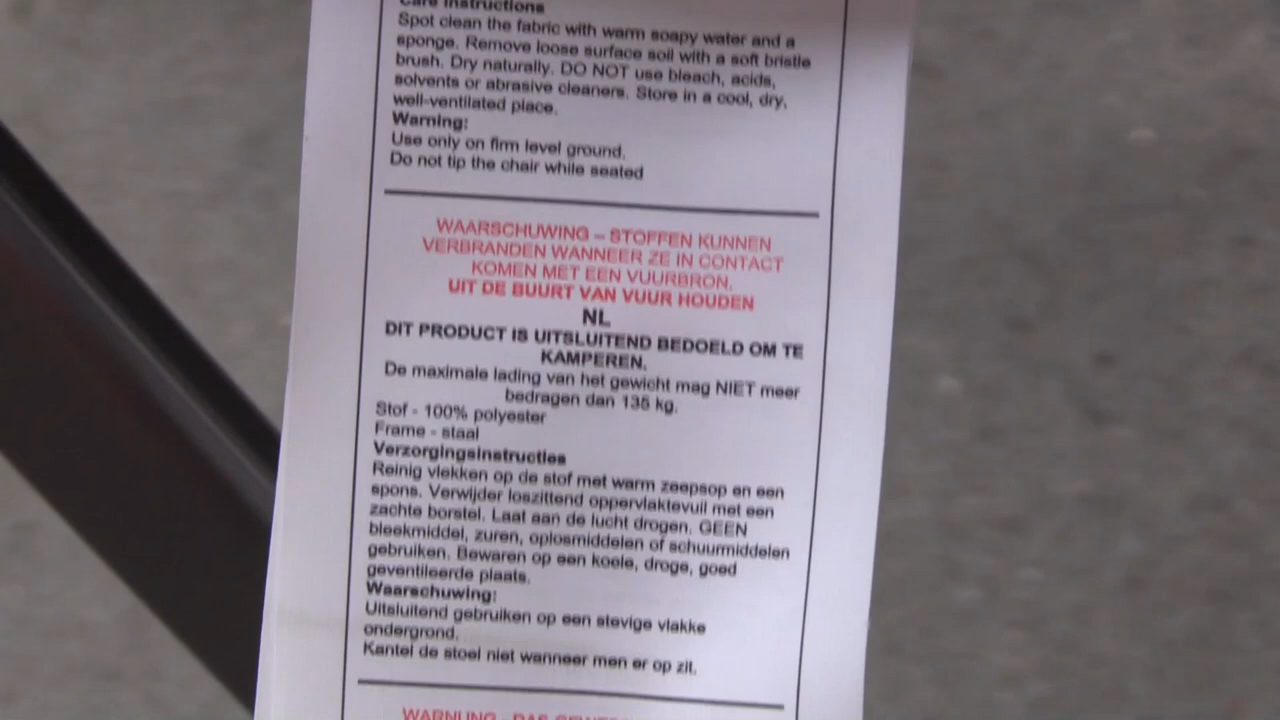 Care Instructions
Spot clean the fabric with warm soapy water and a
sponge. Remove loose surface soil with a soft bristle
brush. Dry naturally. DO NOT use bleach, acids,
solvents or abrasive cleaners. Store in a cool, dry,
well-ventilated place.
Warning:
Use only on firm level ground.
Do not tip the chair while seated
WAARSCHUWING – STOFFEN KUNNEN
VERBRANDEN WANNEER ZE IN CONTACT
KOMEN MET EEN VUURBRON.
UIT DE BUURT VAN VUUR HOUDEN
NL
DIT PRODUCT IS UITSLUITEND BEDOELD OM TE
KAMPEREN.
De maximale lading van het gewicht mag NIET meer
bedragen dan 135 kg.
Stof - 100% polyester
Frame - staal
Verzorgingsinstructies
Reinig vlekken op de stof met warm zeepsop en een
spons. Verwijder loszittend oppervlaktevuil met een
zachte borstel. Laat aan de lucht drogen. GEEN
bleekmiddel, zuren, oplosmiddelen of schuurmiddelen
gebruiken. Bewaren op een koele, droge, goed
geventileerde plaats.
Waarschuwing:
Uitsluitend gebruiken op een stevige vlakke
ondergrond.
Kantel de stoel niet wanneer men er op zit.
WARNUNG - DAS